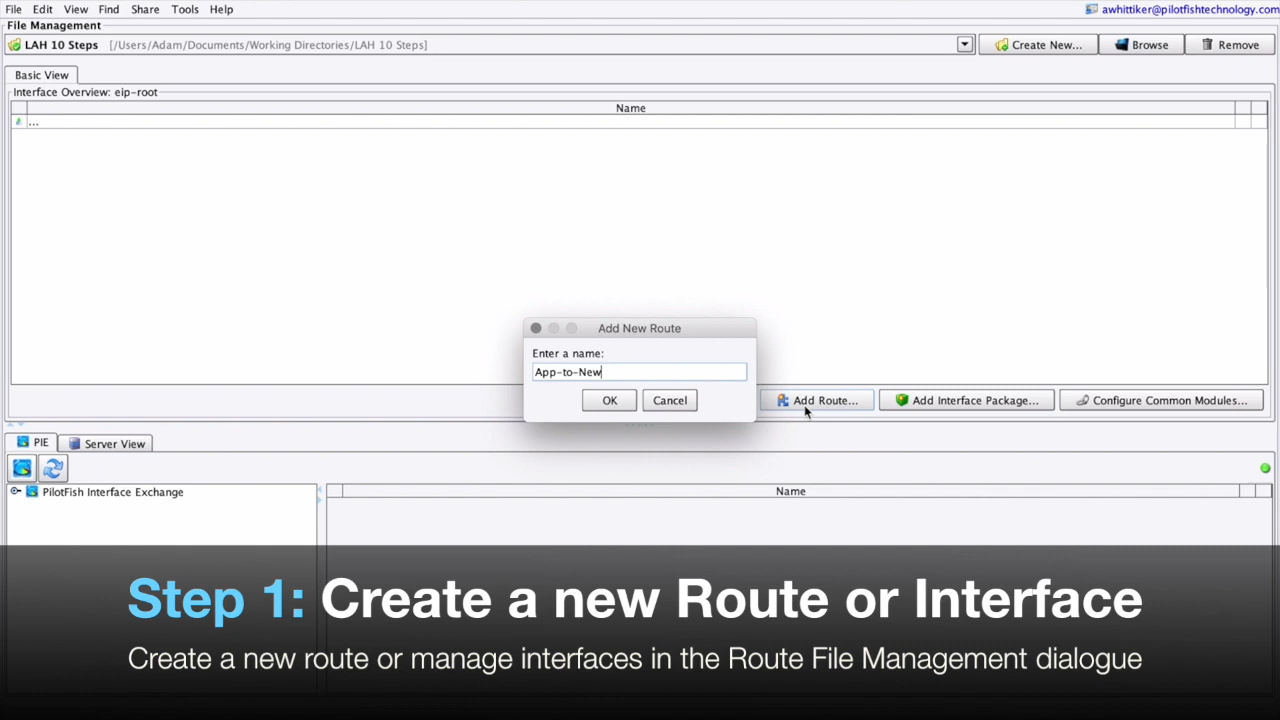 File Edit View Find Share Tools Help awhittiker@pilotfishtechnology.com
File Management
LAH 10 Steps [/Users/Adam/Documents/Working Directories/LAH 10 Steps] Create New... Browse Remove
Basic View
Interface Overview: eip-root
Name
...
Add New Route
Enter a name:
App-to-New
OK Cancel Add Route... Add Interface Package... Configure Common Modules...
PIE Server View
PilotFish Interface Exchange Name
Step 1: Create a new Route or Interface
Create a new route or manage interfaces in the Route File Management dialogue